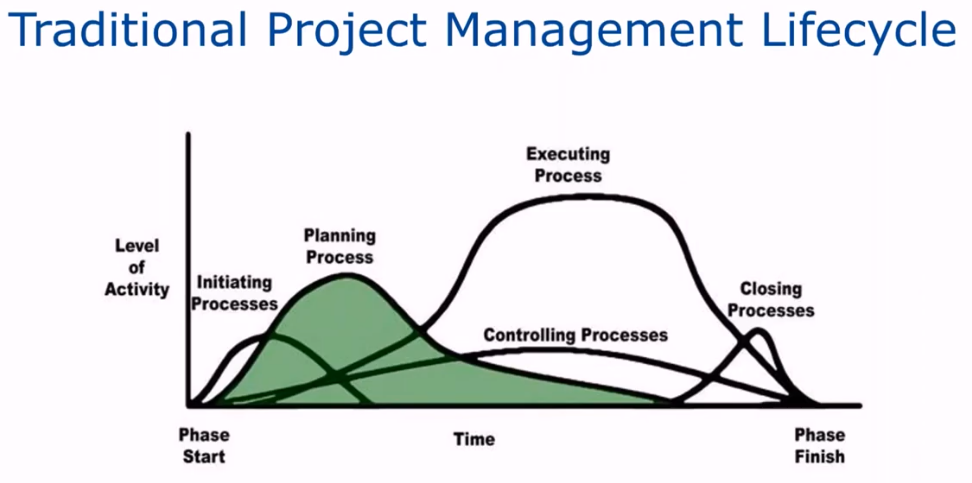 Traditional Project Management Lifecycle
Executing
Process
Planning
Process
Level
of
Activity
Initiating
Processes
Closing
Processes
Controlling Processes
Phase
Start
Time
Phase
Finish